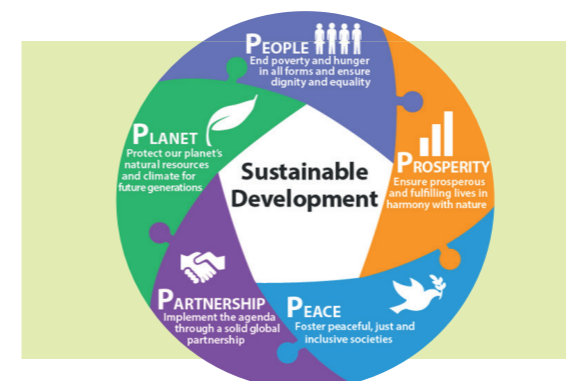 PEOPLE
End poverty and hunger
in all forms and ensure
dignity and equality
PROSPERITY
Ensure prosperous
and fulfilling lives in
harmony with nature
PEACE
Foster peaceful, just and
inclusive societies
PARTNERSHIP
Implement the agenda
through a solid global
partnership
PLANET
Protect our planet's
natural resources
and climate for
future generations
Sustainable
Development